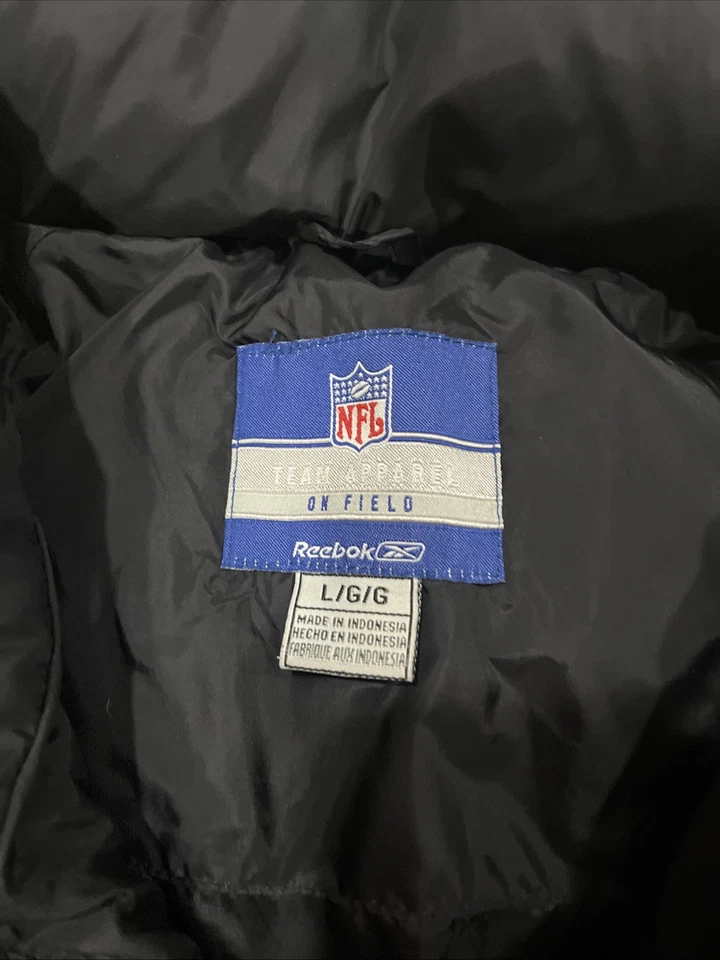 NFL
TEAM APPAREL
ON FIELD
Reebok
L/G/G
MADE IN INDONESIA
HECHO EN INDONESIA
FABRIQUE AUX INDONESIA